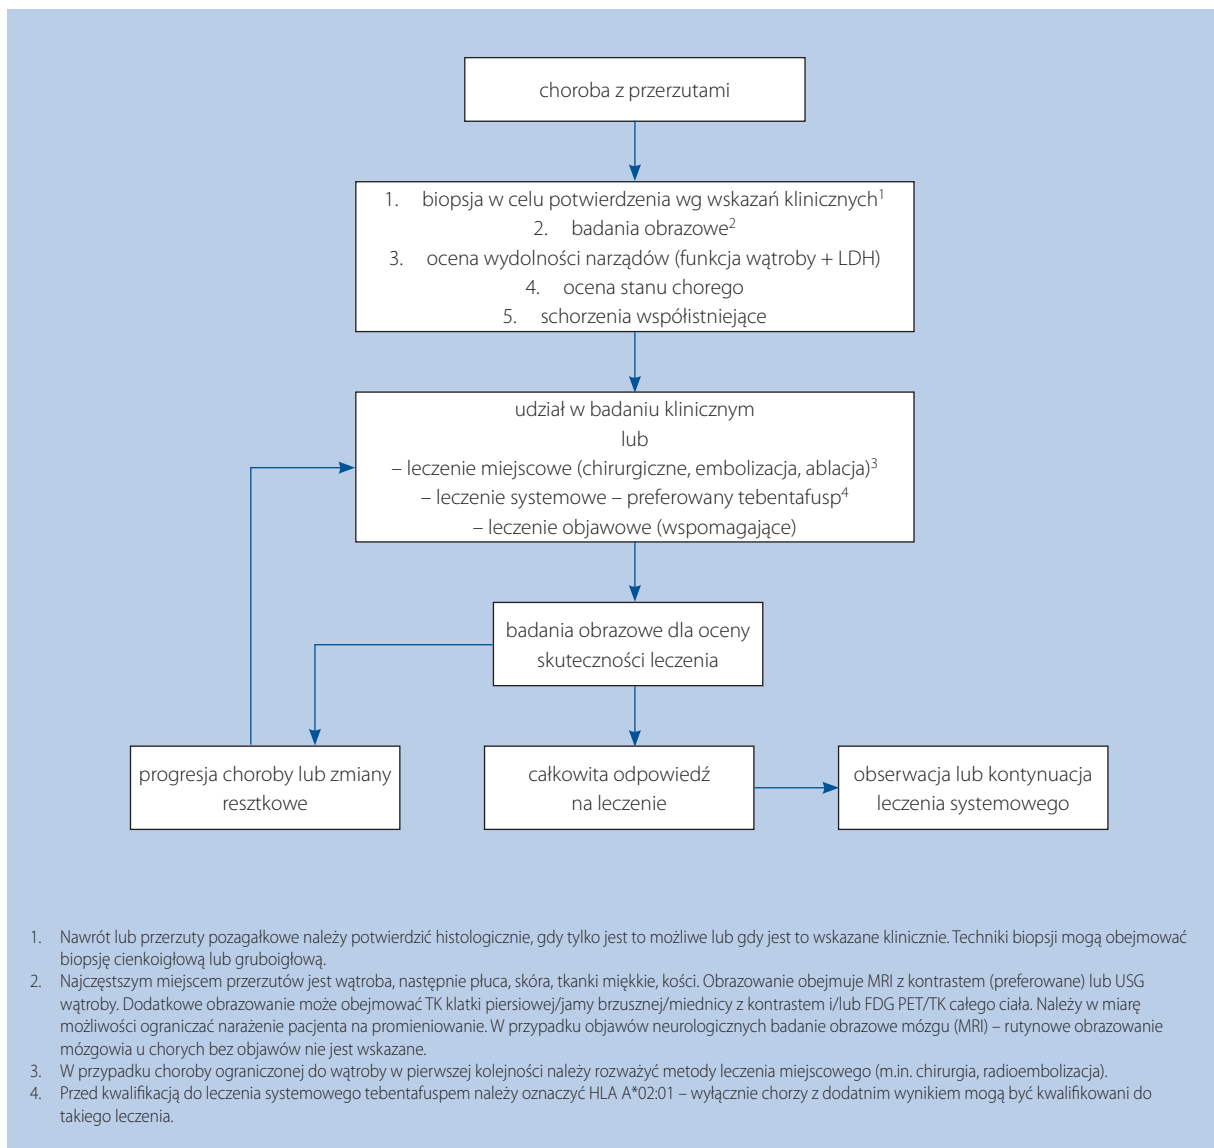 choroba z przerzutami
1. biopsja w celu potwierdzenia wg wskazań klinicznych¹
2. badania obrazowe²
3. ocena wydolności narządów (funkcja wątroby + LDH)
4. ocena stanu chorego
5. schorzenia współistniejące
udział w badaniu klinicznym
lub
– leczenie miejscowe (chirurgiczne, embolizacja, ablacja)³
– leczenie systemowe – preferowany tebentafusp⁴
– leczenie objawowe (wspomagające)
badania obrazowe dla oceny
skuteczności leczenia
progresja choroby lub zmiany
resztkowe
całkowita odpowiedź
na leczenie
obserwacja lub kontynuacja
leczenia systemowego
1. Nawrót lub przerzuty pozagałkowe należy potwierdzić histologicznie, gdy tylko jest to możliwe lub gdy jest to wskazane klinicznie. Techniki biopsji mogą obejmować
biopsję cienkoigłową lub gruboigłową.
2. Najczęstszym miejscem przerzutów jest wątroba, następnie płuca, skóra, tkanki miękkie, kości. Obrazowanie obejmuje MRI z kontrastem (preferowane) lub USG
wątroby. Dodatkowe obrazowanie może obejmować TK klatki piersiowej/jamy brzusznej/miednicy z kontrastem i/lub FDG PET/TK całego ciała. Należy w miarę
możliwości ograniczać narażenie pacjenta na promieniowanie. W przypadku objawów neurologicznych badanie obrazowe mózgu (MRI) – rutynowe obrazowanie
mózgowia u chorych bez objawów nie jest wskazane.
3. W przypadku choroby ograniczonej do wątroby w pierwszej kolejności należy rozważyć metody leczenia miejscowego (m.in. chirurgia, radioembolizacja).
4. Przed kwalifikacją do leczenia systemowego tebentafuspem należy oznaczyć HLA A*02:01 – wyłącznie chorzy z dodatnim wynikiem mogą być kwalifikowani do
takiego leczenia.